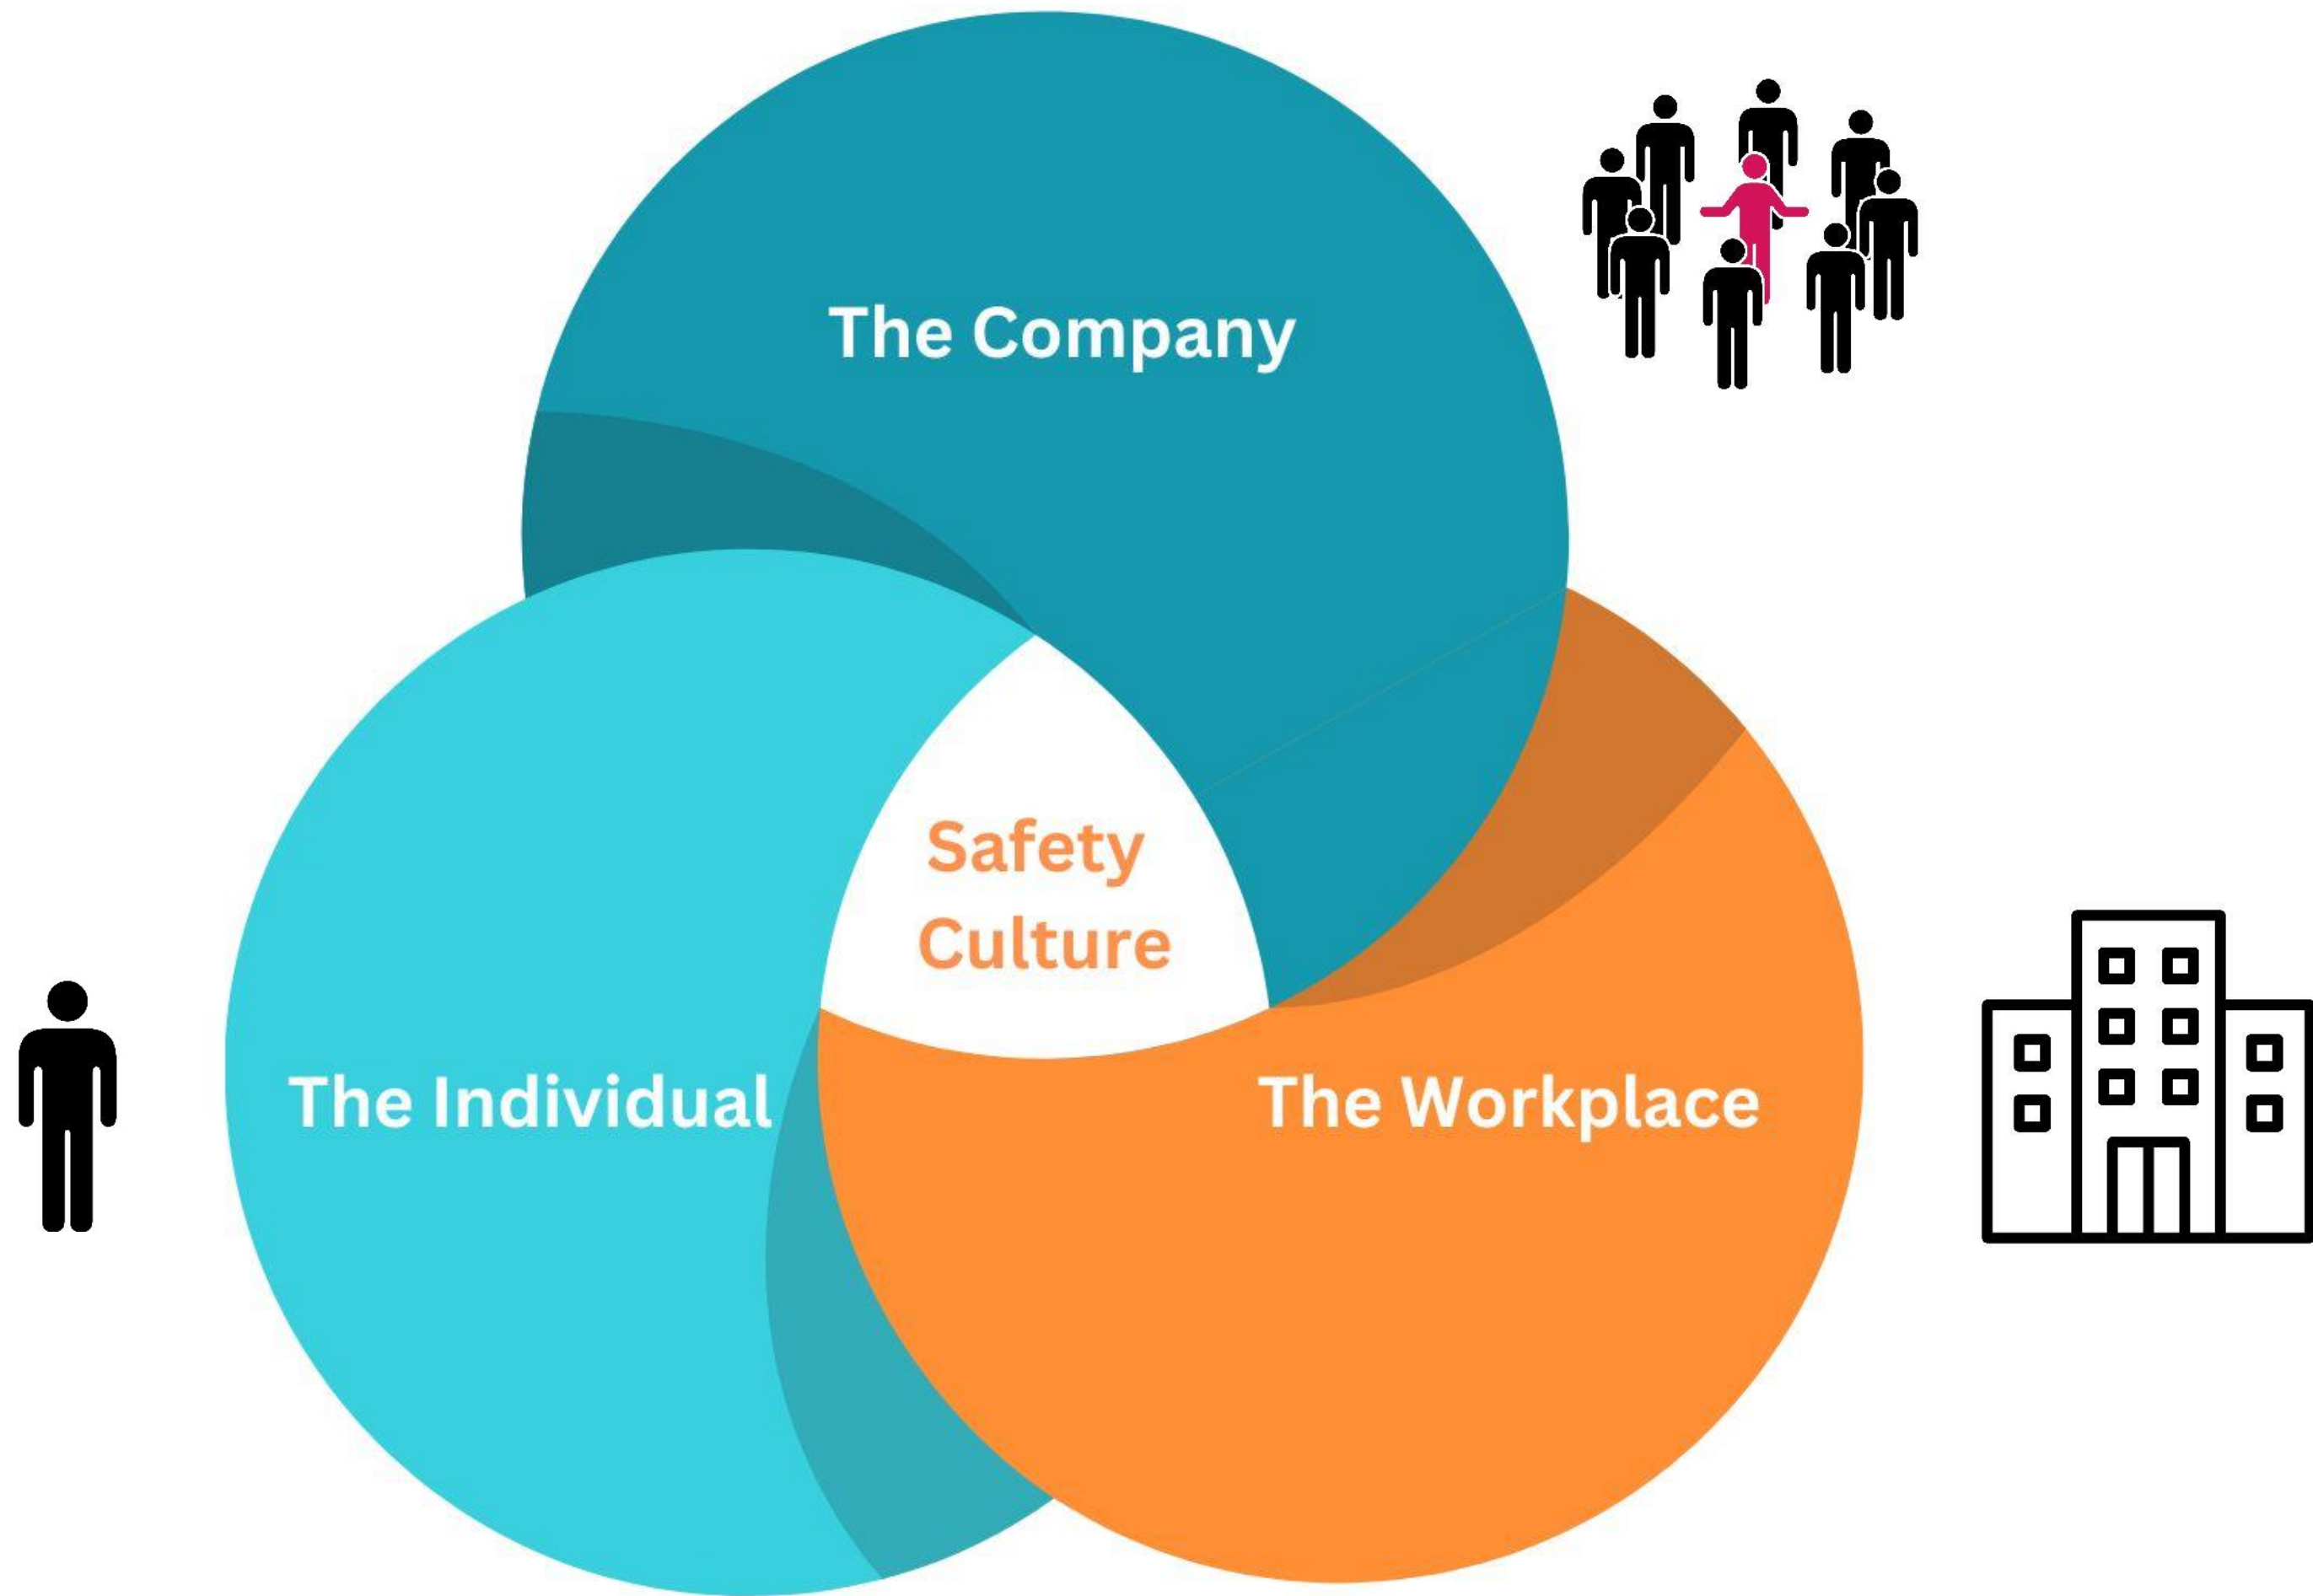 The Company
Safety
Culture
The Individual
The Workplace